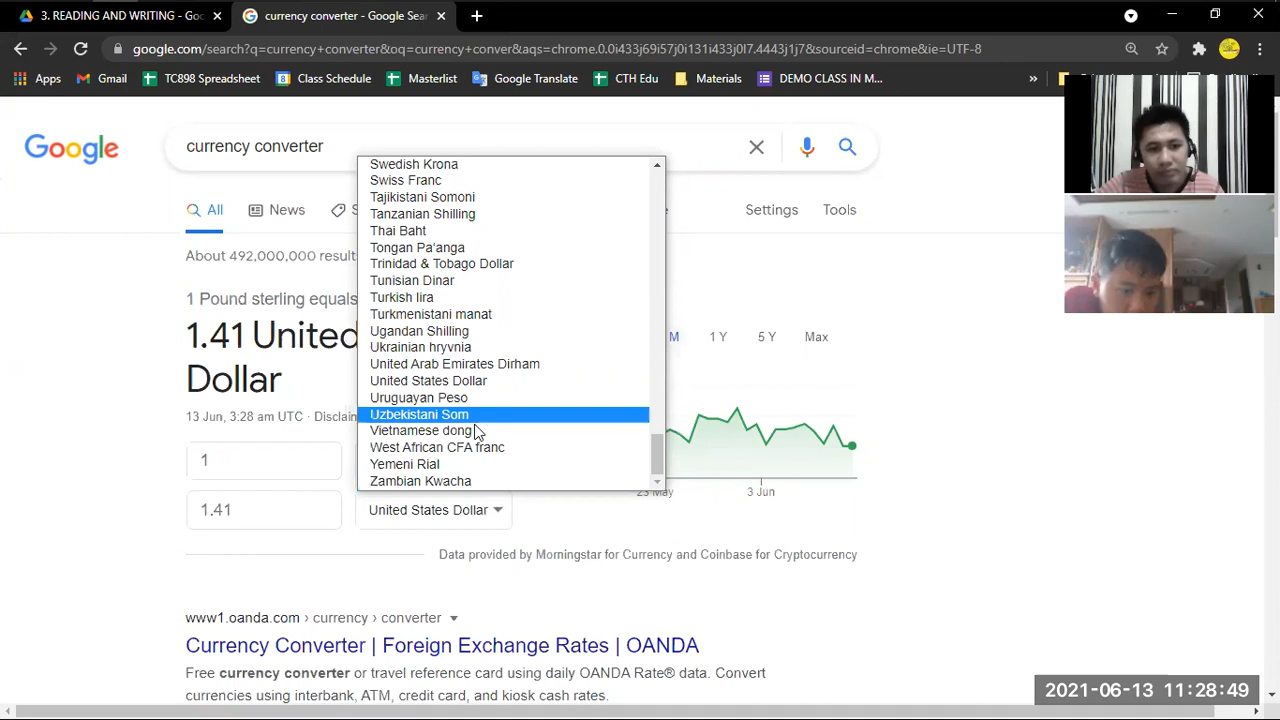 3. READING AND WRITING - Go
currency converter - Google Sea
google.com/search?q=currency+converter&oq=currency+conver&aqs=chrome.0.0i433j69i57j0i131i433j0l7.4443j1j7&sourceid=chrome&ie=UTF-8
Apps Gmail TC898 Spreadsheet 8 Class Schedule Masterlist Google Translate CTH Edu Materials DEMO CLASS IN M... »
Google currency converter
All News S Settings Tools
About 492,000,000 result
1 Pound sterling equals
1.41 United
Dollar
13 Jun, 3:28 am UTC · Disclai
1
1.41 United States Dollar
Swedish Krona
Swiss Franc
Tajikistani Somoni
Tanzanian Shilling
Thai Baht
Tongan Paʻanga
Trinidad & Tobago Dollar
Tunisian Dinar
Turkish lira
Turkmenistani manat
Ugandan Shilling
Ukrainian hryvnia
United Arab Emirates Dirham
United States Dollar
Uruguayan Peso
Uzbekistani Som
Vietnamese dong
West African CFA franc
Yemeni Rial
Zambian Kwacha
M 1 Y 5 Y Max
23 May 3 Jun
Data provided by Morningstar for Currency and Coinbase for Cryptocurrency
www1.oanda.com › currency › converter
Currency Converter | Foreign Exchange Rates | OANDA
Free currency converter or travel reference card using daily OANDA Rate® data. Convert
currencies using interbank, ATM, credit card, and kiosk cash rates.
2021-06-13 11:28:49